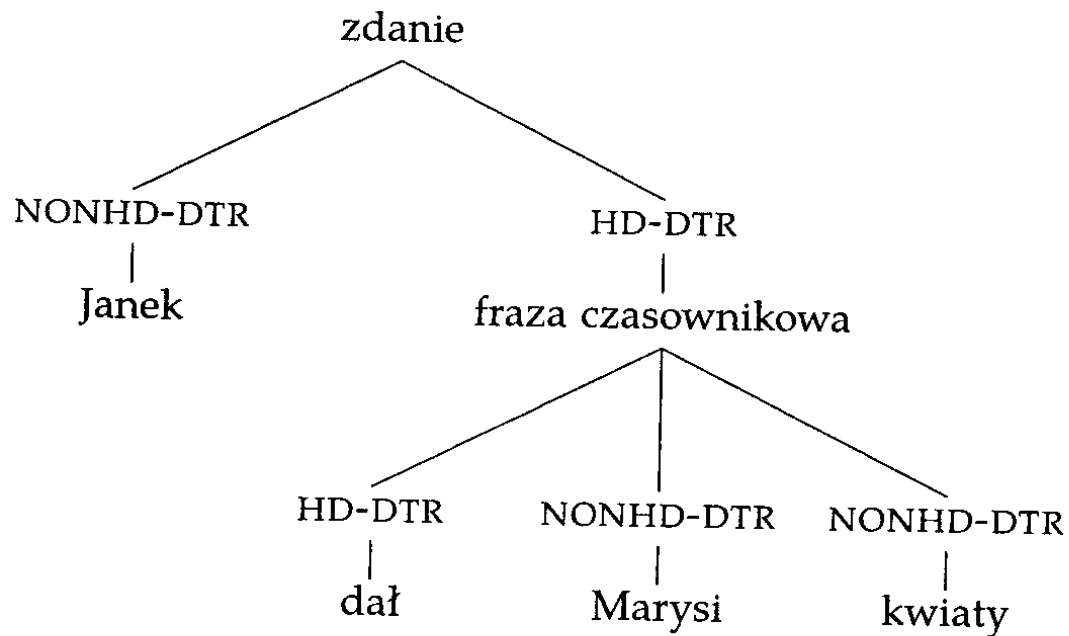 zdanie
NONHD-DTR HD-DTR
Janek fraza czasownikowa
HD-DTR NONHD-DTR NONHD-DTR
dał Marysi kwiaty